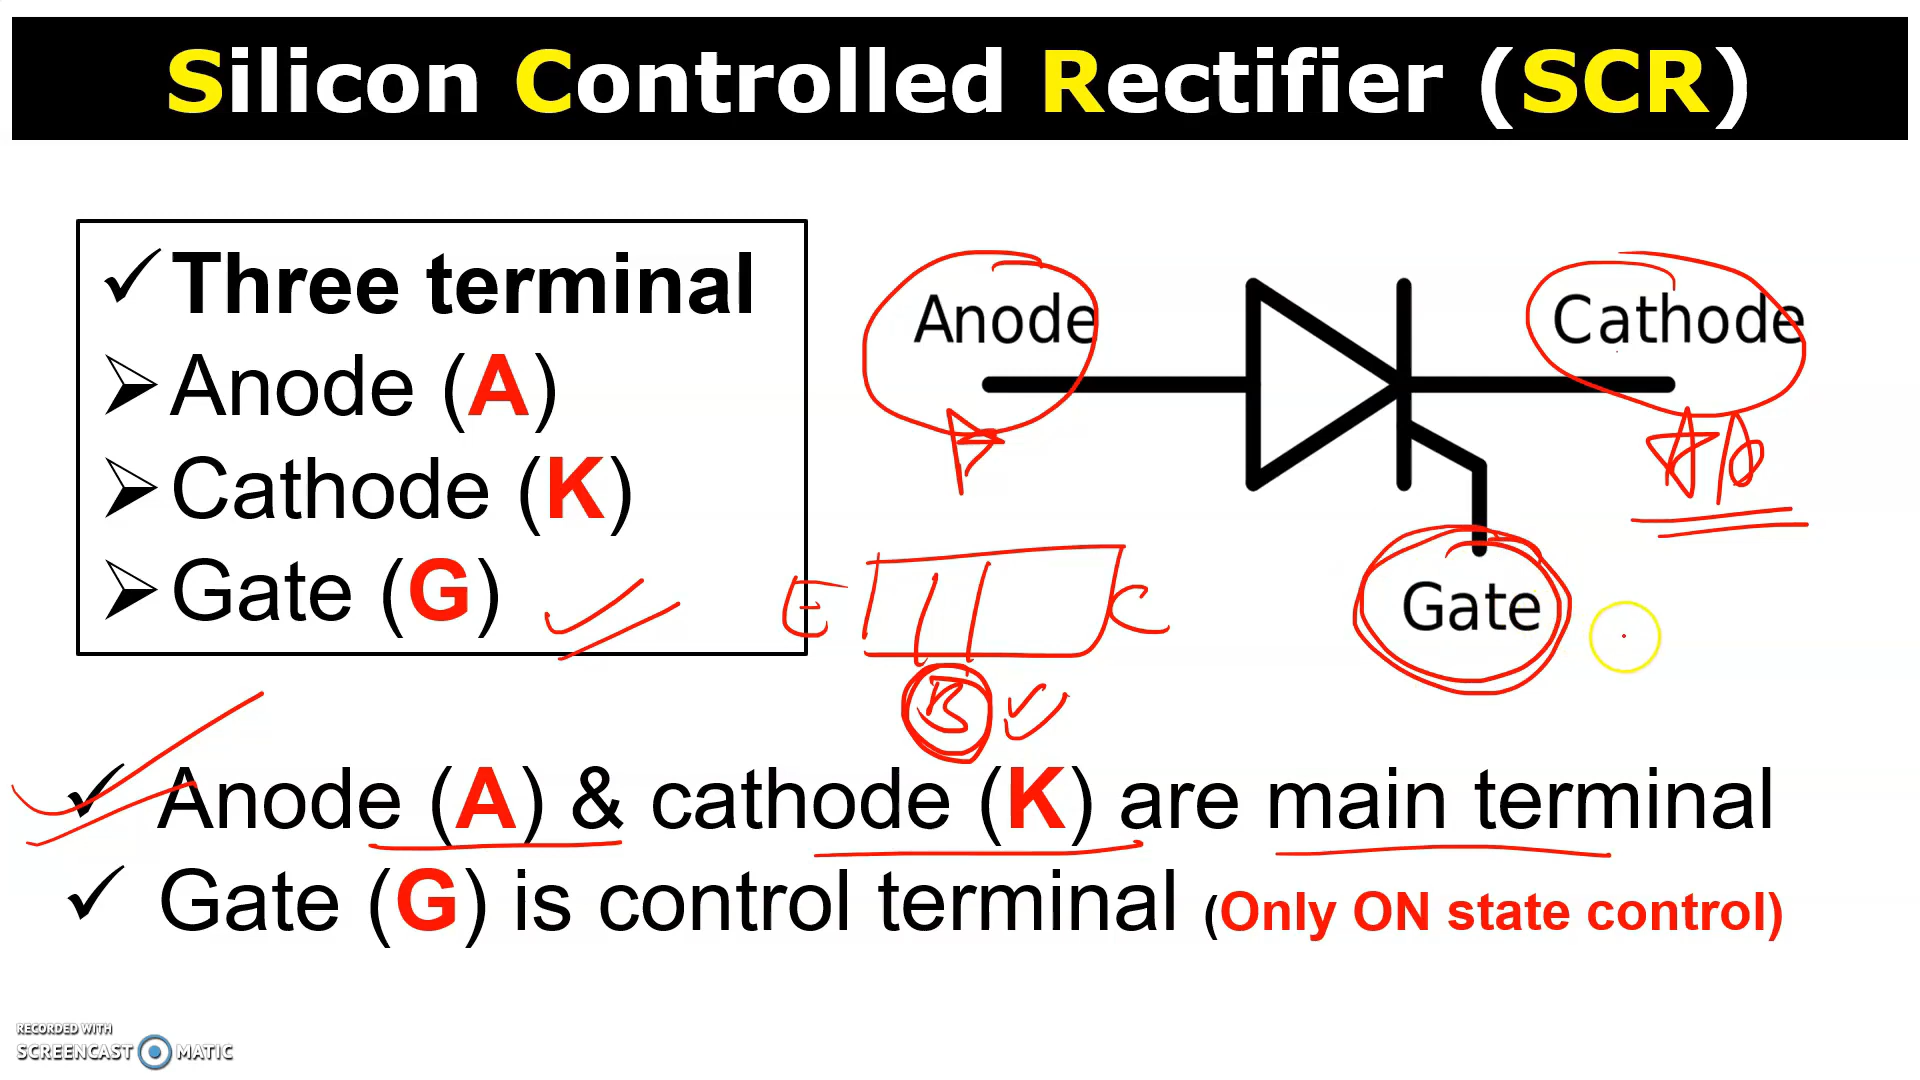 Silicon Controlled Rectifier (SCR)
Three terminal
Anode (A)
Cathode (K)
Gate (G)
Anode
Cathode
Gate
E
C
B
Anode (A) & cathode (K) are main terminal
Gate (G) is control terminal (Only ON state control)
RECORDED WITH
SCREENCAST MATIC